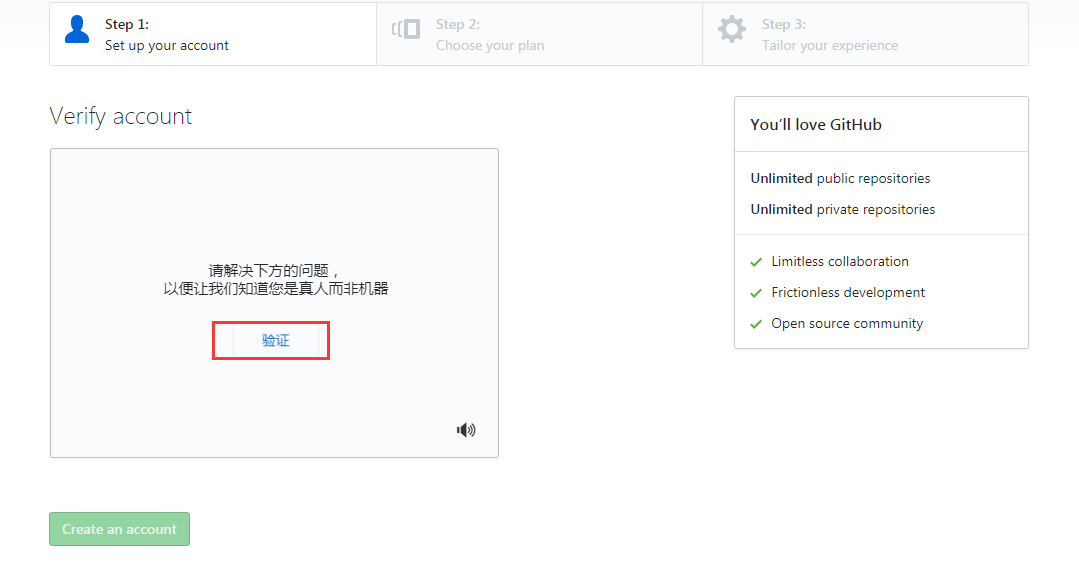 Step 1:
Set up your account
Step 2:
Choose your plan
Step 3:
Tailor your experience
Verify account
请解决下方的问题，
以便让我们知道您是真人而非机器
验证
Create an account
You’ll love GitHub
Unlimited public repositories
Unlimited private repositories
Limitless collaboration
Frictionless development
Open source community